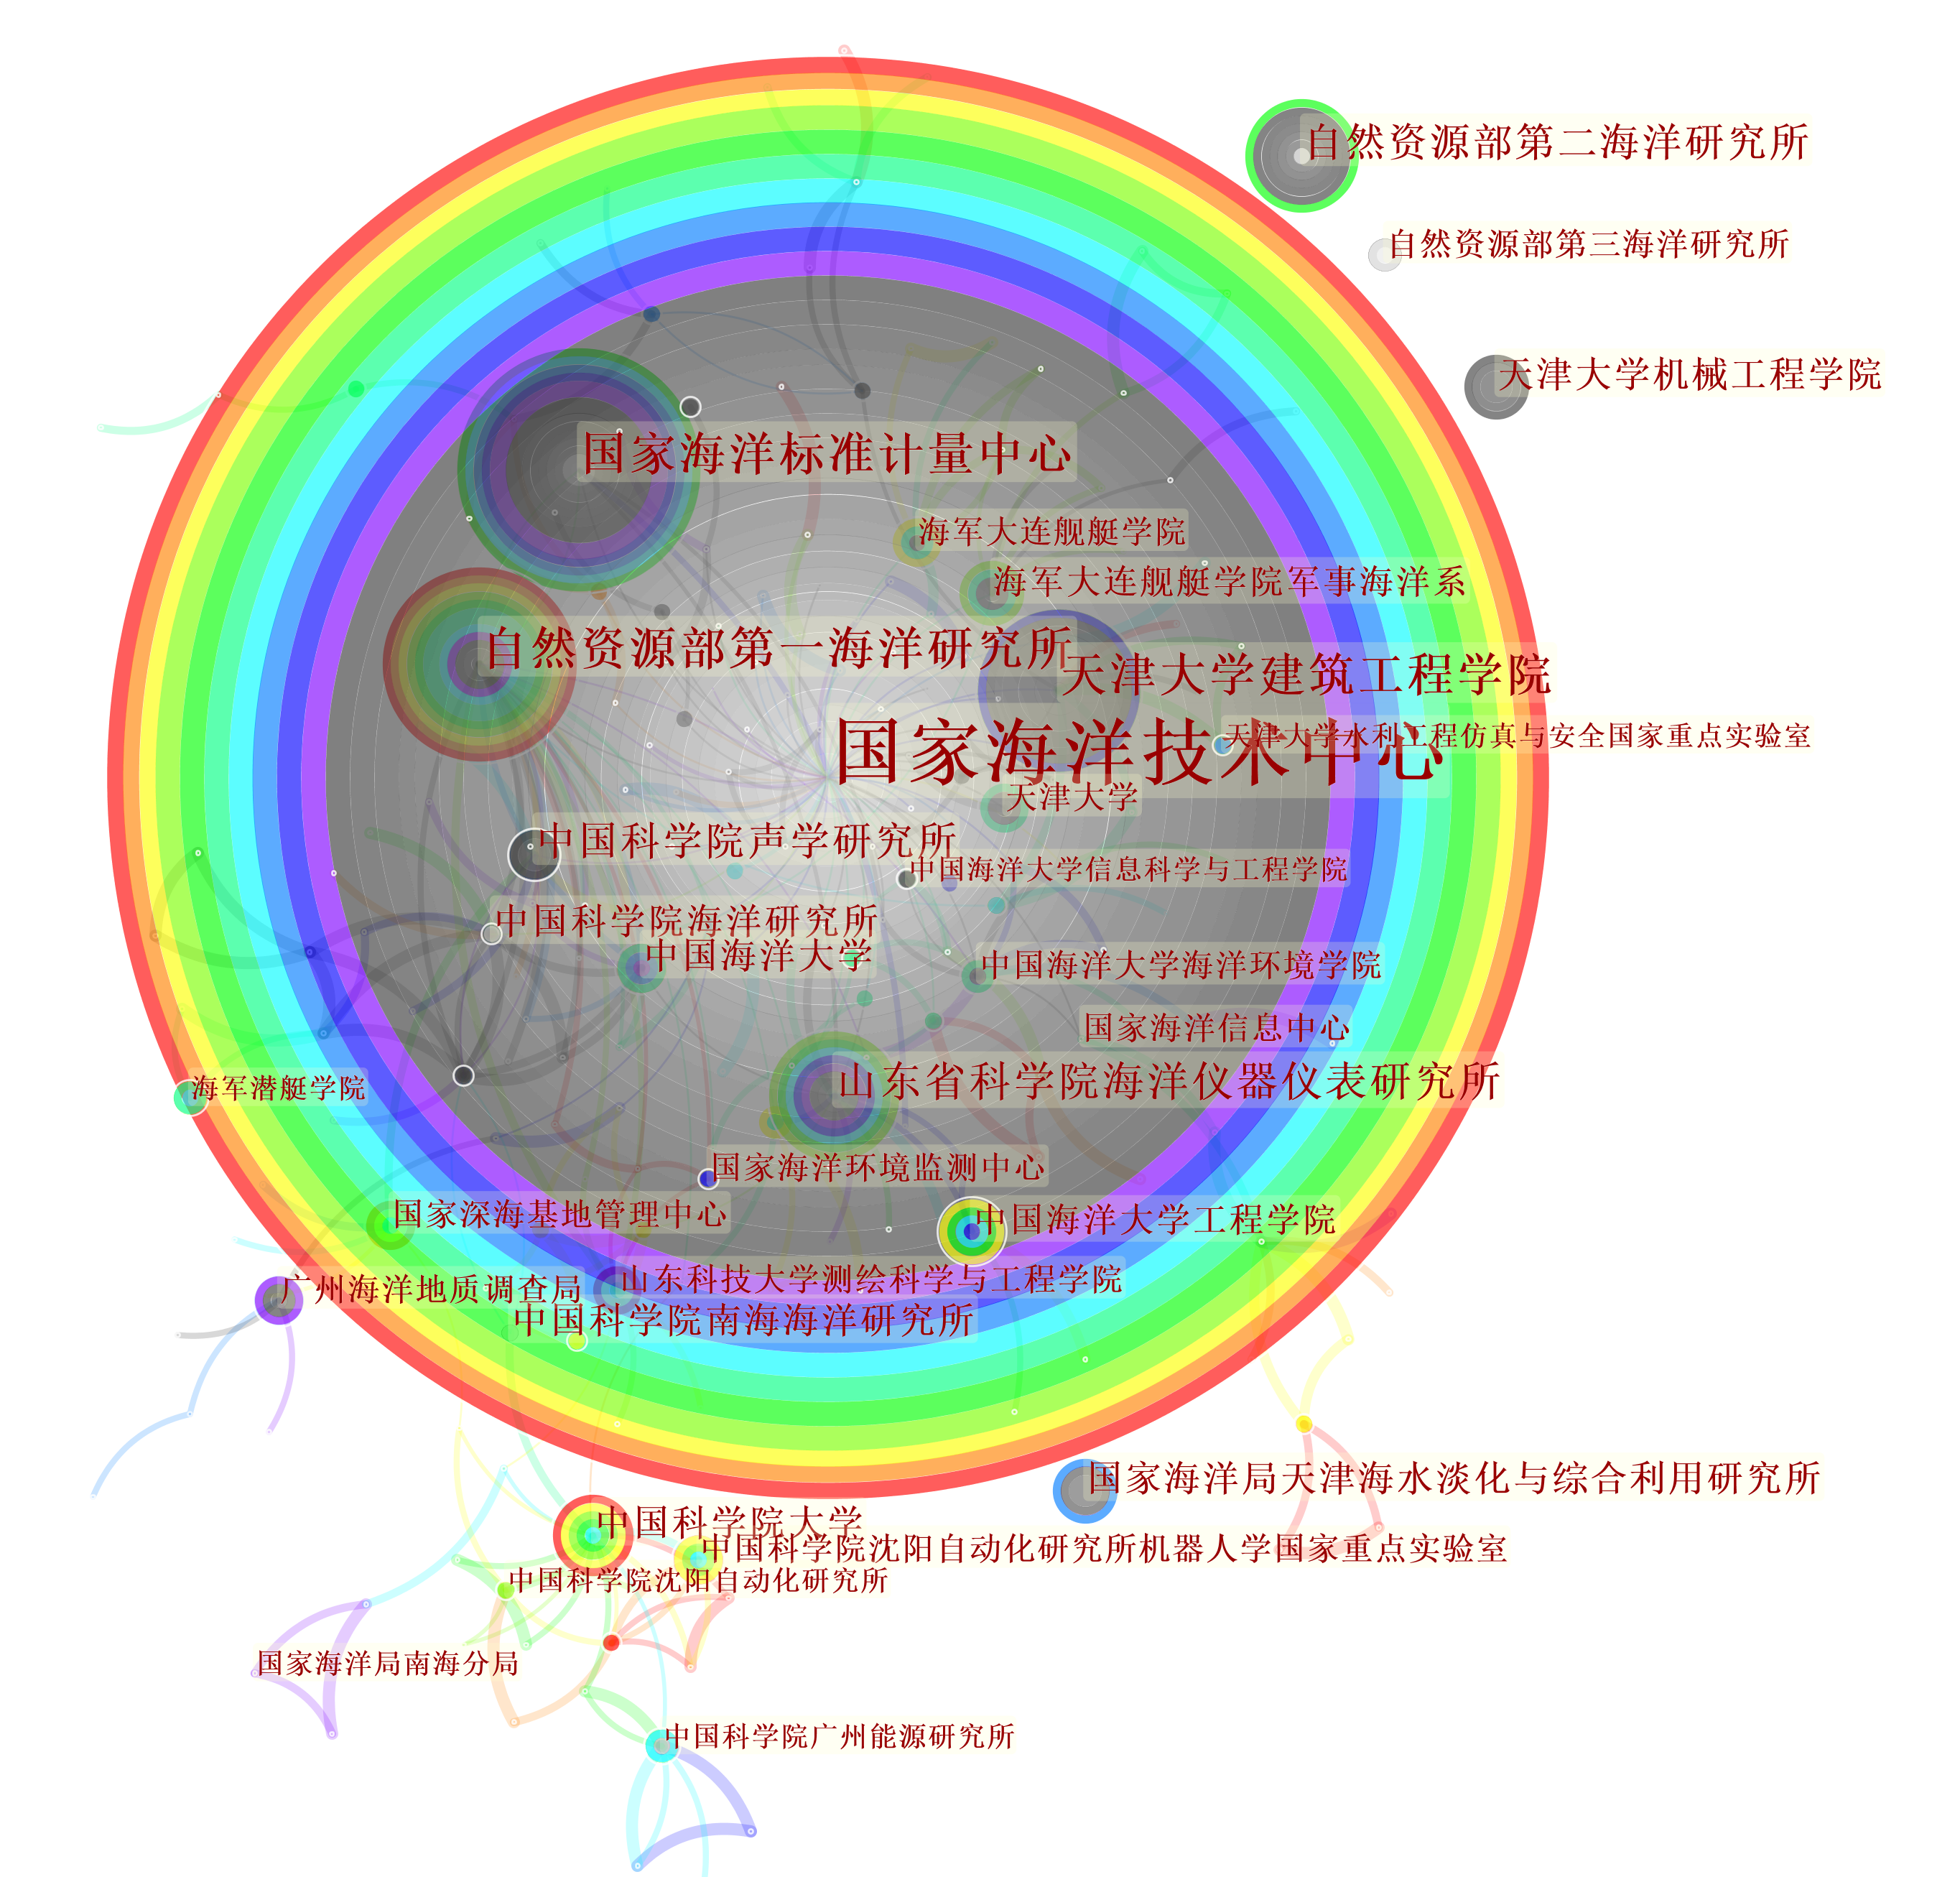 自然资源部第二海洋研究所
自然资源部第三海洋研究所
天津大学机械工程学院
国家海洋标准计量中心
海军大连舰艇学院
海军大连舰艇学院军事海洋系
自然资源部第一海洋研究所
天津大学建筑工程学院
国家海洋技术中心
天津大学水利工程仿真与安全国家重点实验室
天津大学
中国科学院声学研究所
中国海洋大学信息科学与工程学院
中国科学院海洋研究所
中国海洋大学
中国海洋大学海洋环境学院
国家海洋信息中心
山东省科学院海洋仪器仪表研究所
海军潜艇学院
国家海洋环境监测中心
国家深海基地管理中心
中国海洋大学工程学院
山东科技大学测绘科学与工程学院
广州海洋地质调查局
中国科学院南海海洋研究所
国家海洋局天津海水淡化与综合利用研究所
中国科学院大学
中国科学院沈阳自动化研究所机器人学国家重点实验室
中国科学院沈阳自动化研究所
国家海洋局南海分局
中国科学院广州能源研究所